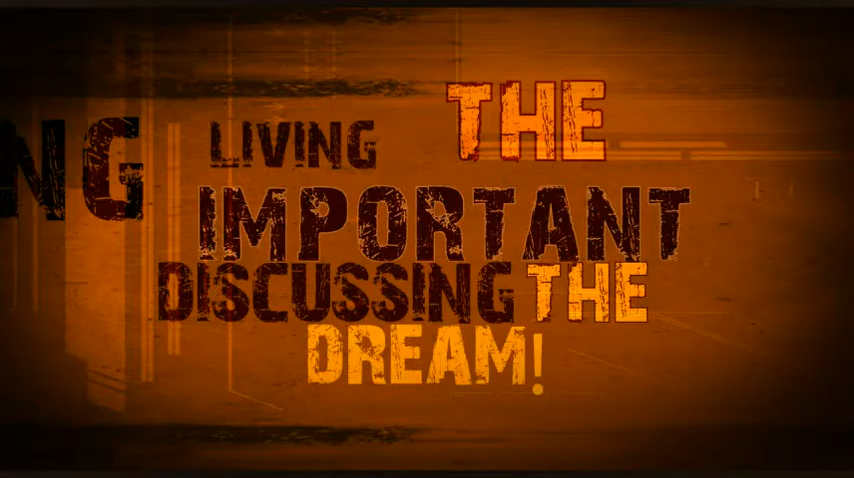 NG
LIVING THE
IMPORTANT
DISCUSSING THE
DREAM!